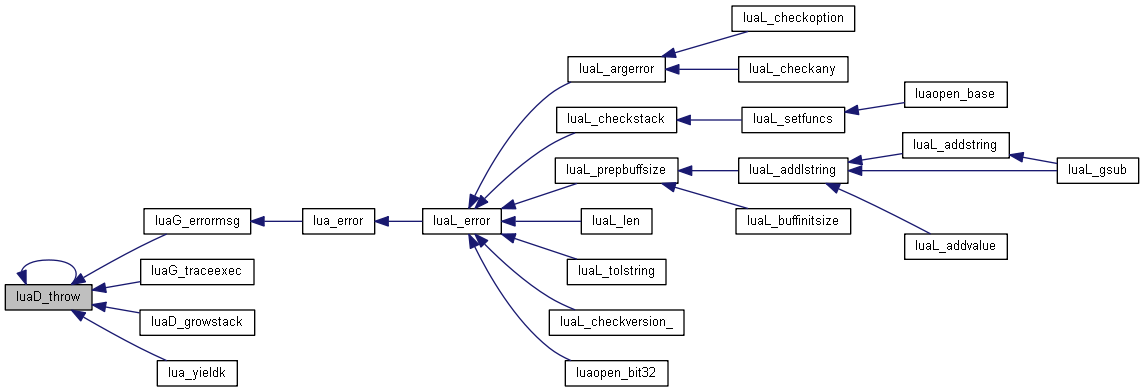 luaL_checkoption
luaL_argerror
luaL_checkany
luaopen_base
luaL_checkstack
luaL_setfuncs
luaL_addstring
luaL_prepbuffsize
luaL_addlstring
luaL_gsub
luaG_errormsg
lua_error
luaL_error
luaL_len
luaL_buffinitsize
luaL_addvalue
luaG_traceexec
luaL_tolstring
luaD_throw
luaD_growstack
luaL_checkversion_
lua_yieldk
luaopen_bit32